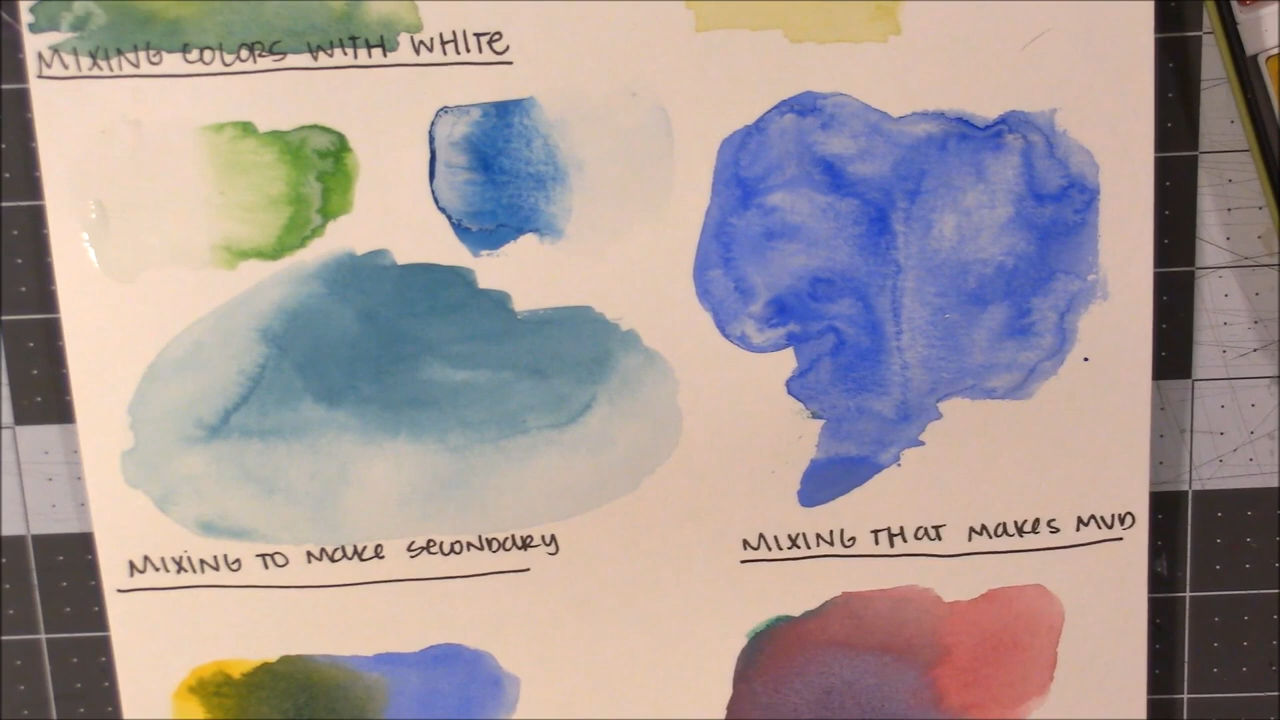 MIXING COLORS WITH WHITE
MIXING TO MAKE SECONDARY
MIXING THAT MAKES MUD